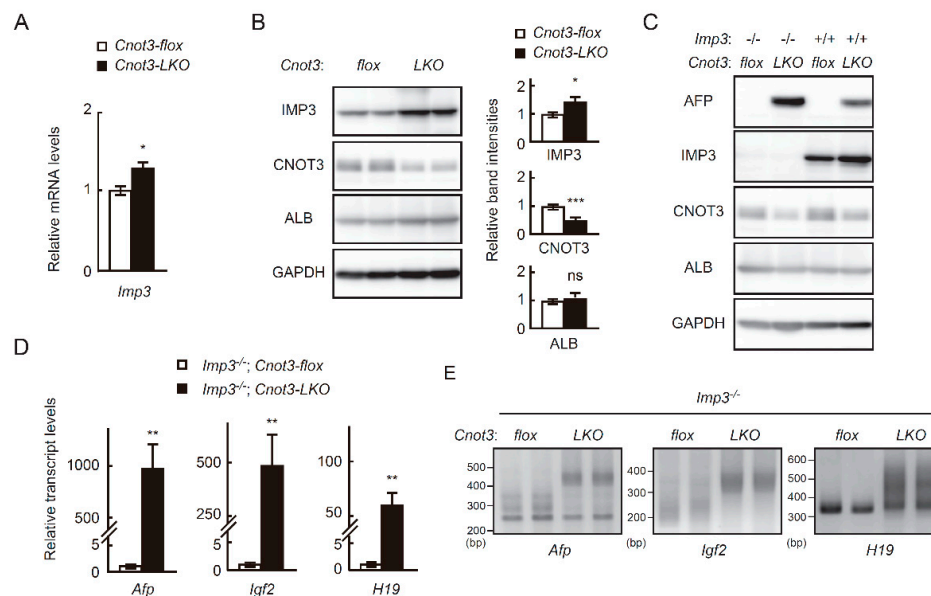 A
Cnot3-flox
Cnot3-LKO
Relative mRNA levels
2
1
0
*
Imp3
B
Cnot3: flox LKO
IMP3
CNOT3
ALB
GAPDH
Cnot3-flox
Cnot3-LKO
Relative band intensities
2
1
0
*
IMP3
2
1
0
***
CNOT3
2
1
0
ns
ALB
C
Imp3: -/- -/- +/+ +/+
Cnot3: flox LKO flox LKO
AFP
IMP3
CNOT3
ALB
GAPDH
D
Imp3-/-; Cnot3-flox
Imp3-/-; Cnot3-LKO
Relative transcript levels
1000
500
5
0
**
Afp
500
250
5
0
**
Igf2
100
50
5
0
**
H19
E
Imp3-/-
Cnot3: flox LKO flox LKO flox LKO
500
400
300
200
(bp)
Afp
400
300
200
(bp)
Igf2
600
500
400
300
(bp)
H19